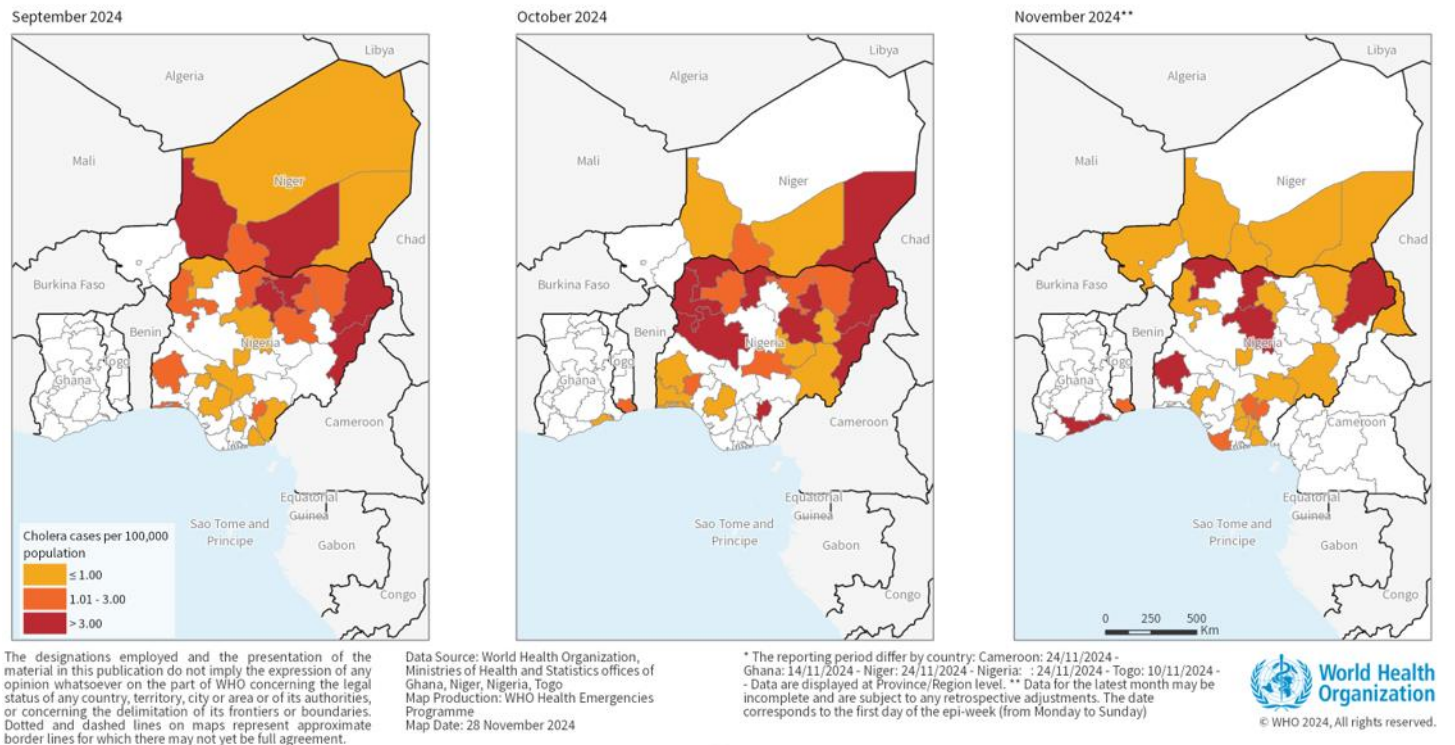 September 2024
Libya
Algeria
Mali
Niger
Chad
Burkina Faso
Benin
Nigeria
Togo
Ghana
Cameroon
Equatorial
Guinea
Sao Tome and
Principe
Gabon
Congo
Cholera cases per 100,000
population
≤ 1.00
1.01 - 3.00
> 3.00
October 2024
Libya
Algeria
Mali
Niger
Chad
Burkina Faso
Benin
Nigeria
Togo
Ghana
Cameroon
Equatorial
Guinea
Sao Tome and
Principe
Gabon
Congo
November 2024**
Libya
Algeria
Mali
Niger
Chad
Burkina Faso
Benin
Nigeria
Togo
Ghana
Cameroon
Equatorial
Guinea
Sao Tome and
Principe
Gabon
Congo
0 250 500
Km
The designations employed and the presentation of the
material in this publication do not imply the expression of any
opinion whatsoever on the part of WHO concerning the legal
status of any country, territory, city or area or of its authorities,
or concerning the delimitation of its frontiers or boundaries.
Dotted and dashed lines on maps represent approximate
border lines for which there may not yet be full agreement.
Data Source: World Health Organization,
Ministries of Health and Statistics offices of
Ghana, Niger, Nigeria, Togo
Map Production: WHO Health Emergencies
Programme
Map Date: 28 November 2024
* The reporting period differ by country: Cameroon: 24/11/2024 -
Ghana: 14/11/2024 - Niger: 24/11/2024 - Nigeria: : 24/11/2024 - Togo: 10/11/2024 -
- Data are displayed at Province/Region level. ** Data for the latest month may be
incomplete and are subject to any retrospective adjustments. The date
corresponds to the first day of the epi-week (from Monday to Sunday)
World Health
Organization
© WHO 2024, All rights reserved.